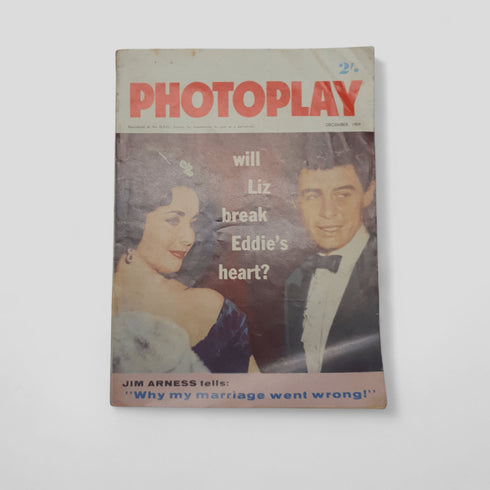 2/-
PHOTOPLAY
DECEMBER, 1959
will
Liz
break
Eddie's
heart?
JIM ARNESS tells:
"Why my marriage went wrong!"